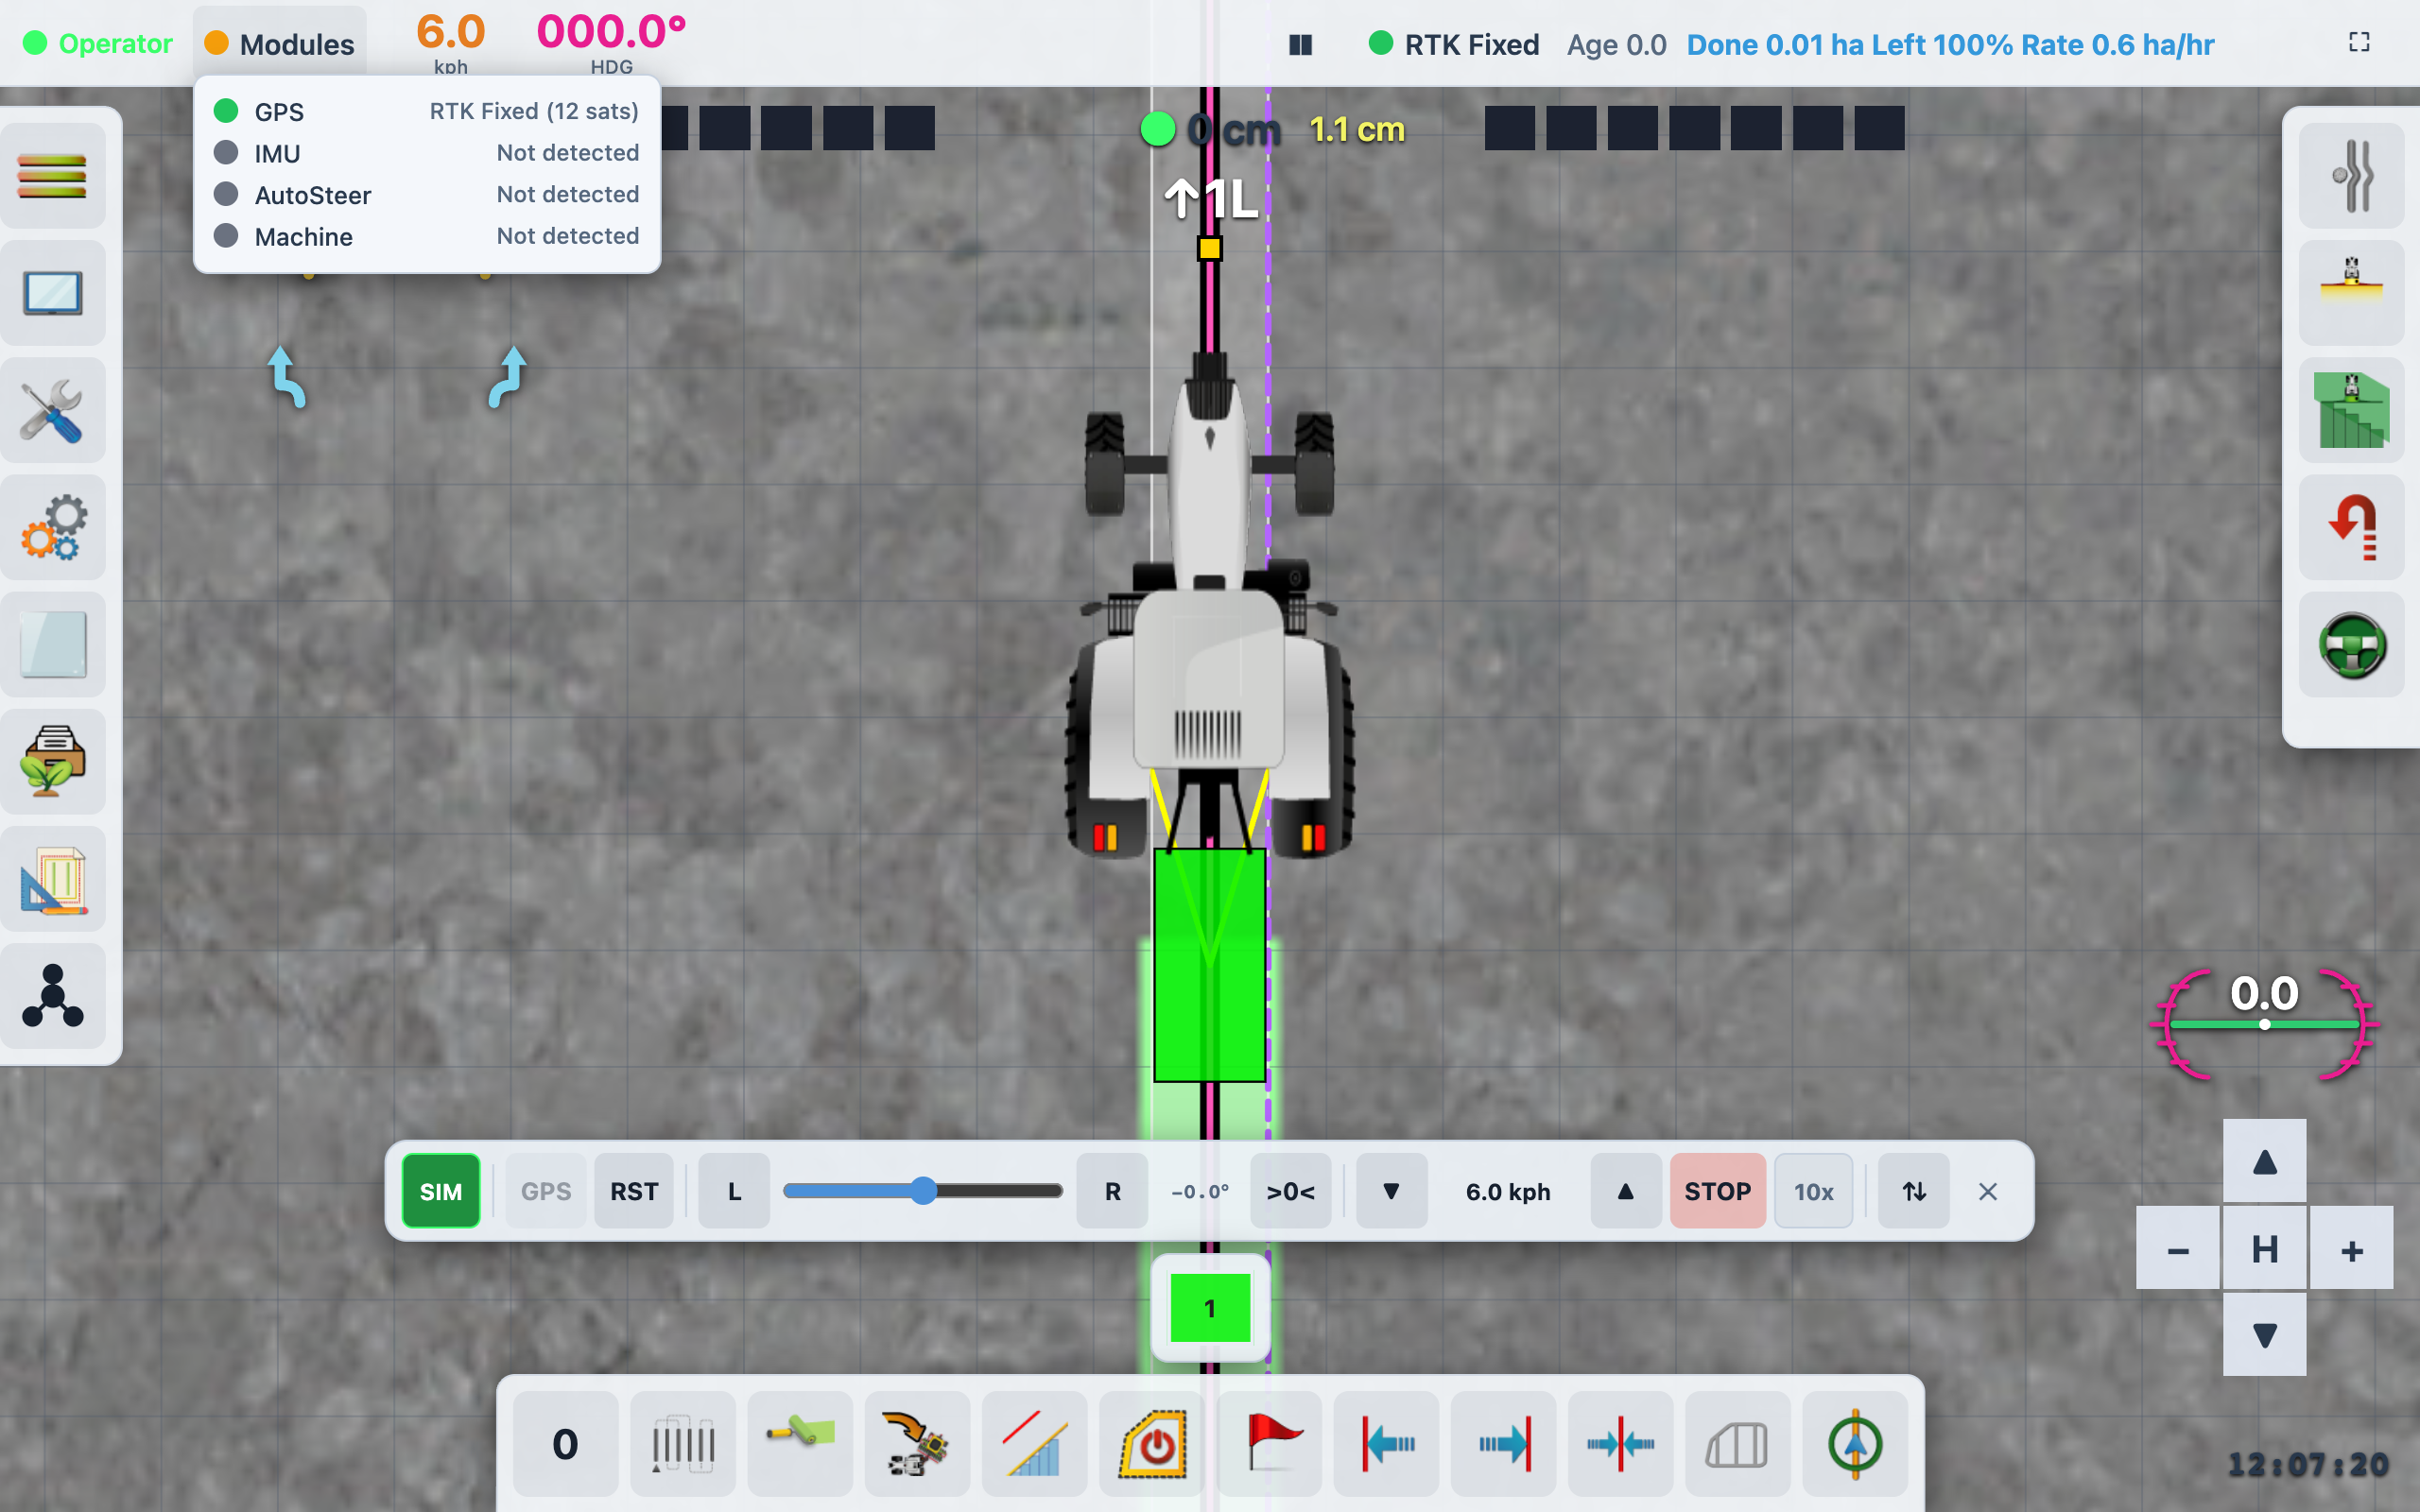 Operator
Modules
6.0
kph
000.0°
HDG
RTK Fixed
Age 0.0
Done 0.01 ha Left 100% Rate 0.6 ha/hr
GPS RTK Fixed (12 sats)
IMU Not detected
AutoSteer Not detected
Machine Not detected
0 cm 1.1 cm
↑1L
0.0
SIM GPS RST L R -0.0° >0< ▼ 6.0 kph ▲ STOP 10x
▲
− H +
▼
1
0
12:07:20